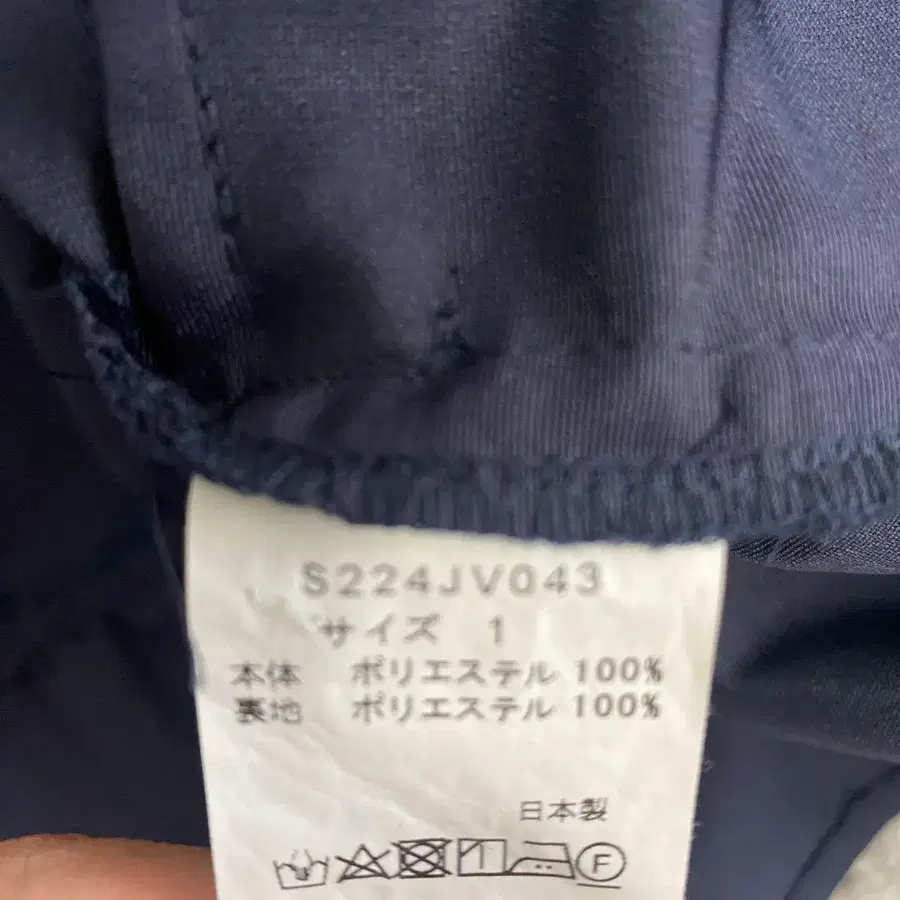 S224JV043
サイズ 1
本体 ポリエステル 100%
裏地 ポリエステル 100%
日本製
F